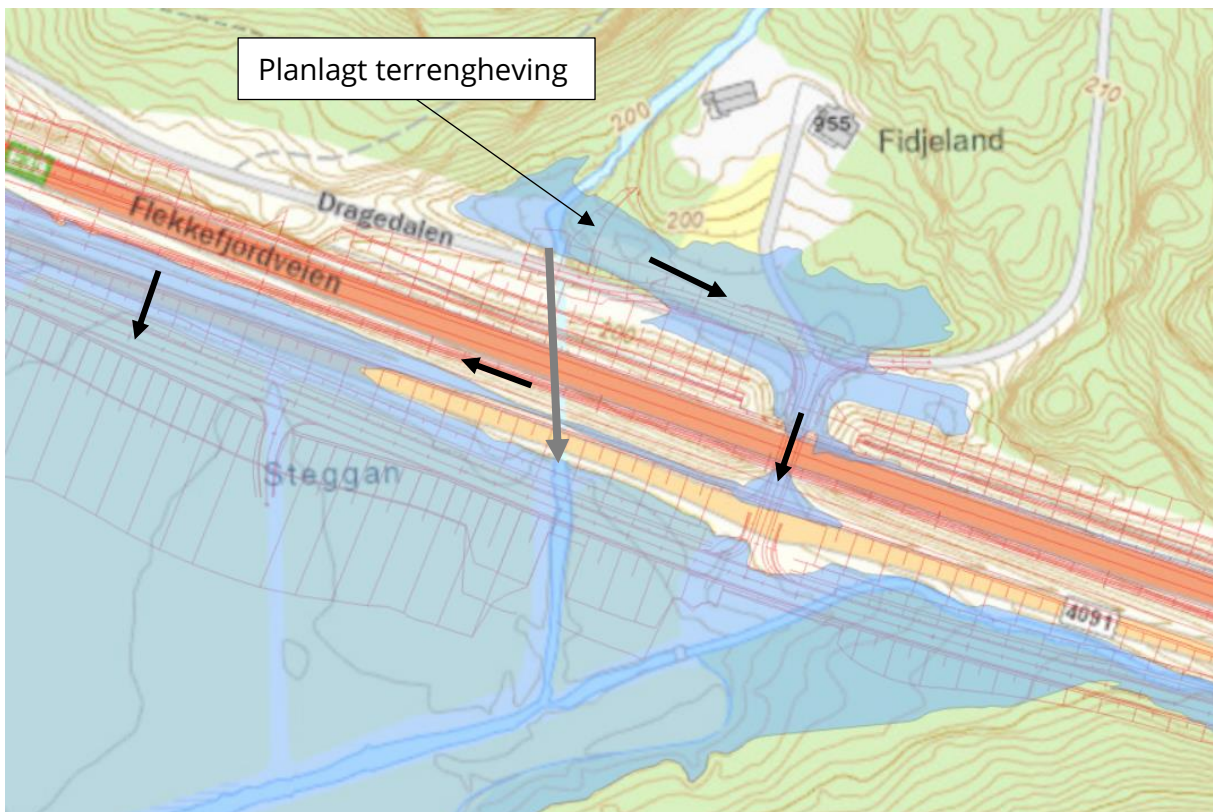 Planlagt terrengheving
200
210
955
Fidjeland
Dragedalen
200
Flekkefjordveien
200
Steggan
4091